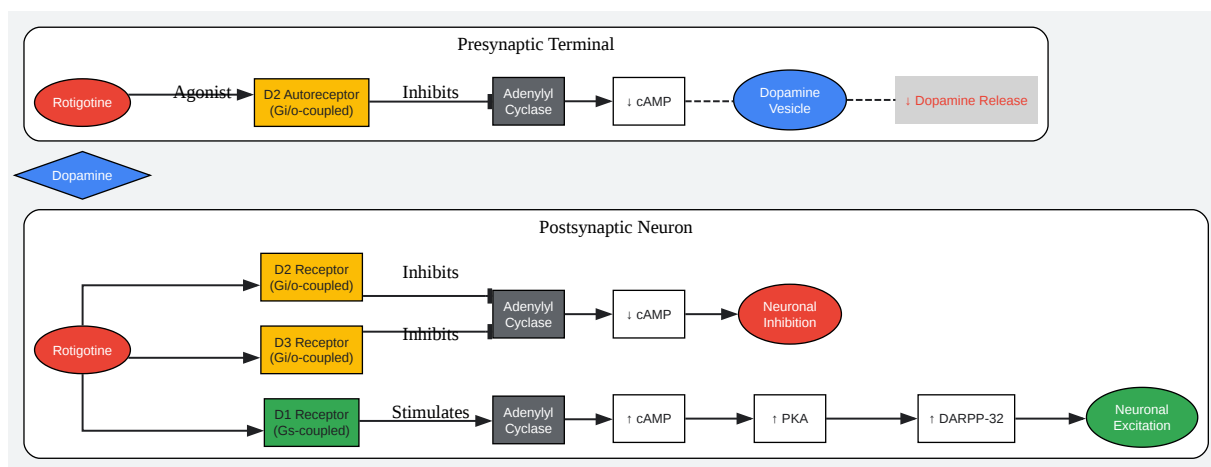 Presynaptic Terminal
Rotigotine
Agonist
D2 Autoreceptor
(Gi/o-coupled)
Inhibits
Adenylyl
Cyclase
↓ cAMP
Dopamine
Vesicle
↓ Dopamine Release
Dopamine
Postsynaptic Neuron
Rotigotine
D2 Receptor
(Gi/o-coupled)
Inhibits
D3 Receptor
(Gi/o-coupled)
Inhibits
Adenylyl
Cyclase
↓ cAMP
Neuronal
Inhibition
D1 Receptor
(Gs-coupled)
Stimulates
Adenylyl
Cyclase
↑ cAMP
↑ PKA
↑ DARPP-32
Neuronal
Excitation